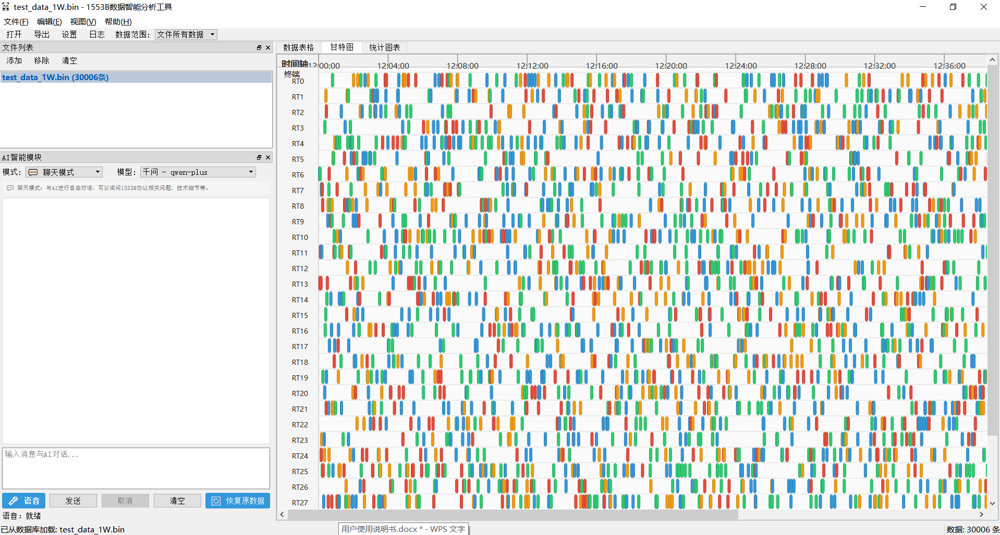 test_data_1W.bin - 1553B数据智能分析工具
文件(F) 编辑(E) 视图(V) 帮助(H)
打开 导出 设置 日志 数据范围: 文件所有数据
文件列表
添加 移除 清空
test_data_1W.bin (30006条)
AI智能模块
模式: 聊天模式 模型: 千问 - qwen-plus
聊天模式: 与AI进行自由对话, 可以询问1553B协议相关问题、技术细节等。
输入消息与AI对话...
语音 发送 取消 清空 恢复原数据
语音: 就绪
数据表格 甘特图 统计图表
时间轴 12:00:00 12:04:00 12:08:00 12:12:00 12:16:00 12:20:00 12:24:00 12:28:00 12:32:00 12:36:00
终端
RT0
RT1
RT2
RT3
RT4
RT5
RT6
RT7
RT8
RT9
RT10
RT11
RT12
RT13
RT14
RT15
RT16
RT17
RT18
RT19
RT20
RT21
RT22
RT23
RT24
RT25
RT26
RT27
已从数据库加载: test_data_1W.bin
用户使用说明书.docx * - WPS 文字
数据: 30006 条